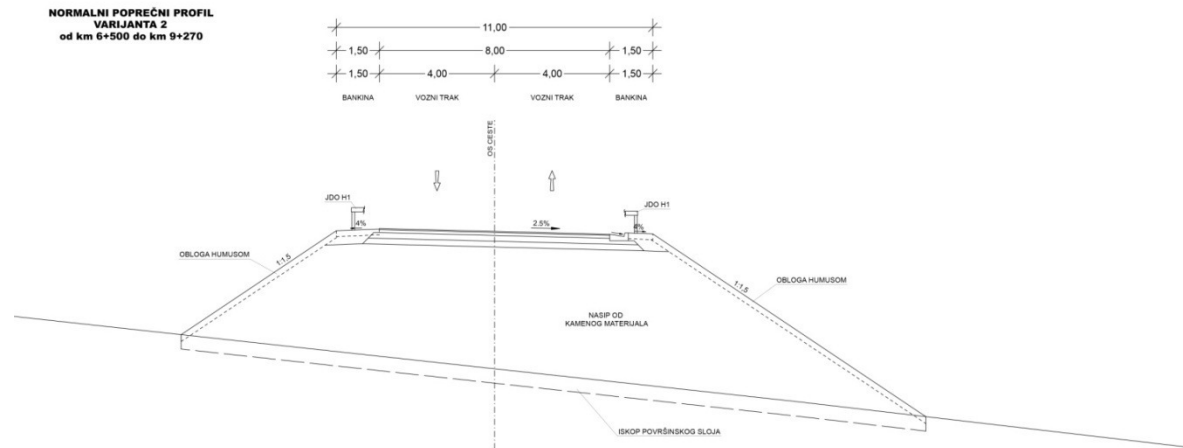 NORMALNI POPREČNI PROFIL
VARIJANTA 2
od km 6+500 do km 9+270
11,00
1,50 8,00 1,50
1,50 4,00 4,00 1,50
BANKINA VOZNI TRAK VOZNI TRAK BANKINA
OS CESTE
JDO H1 JDO H1
4% 2.5% 4%
OBLOGA HUMUSOM 1:1,5 1:1,5 OBLOGA HUMUSOM
NASIP OD
KAMENOG MATERIJALA
ISKOP POVRŠINSKOG SLOJA